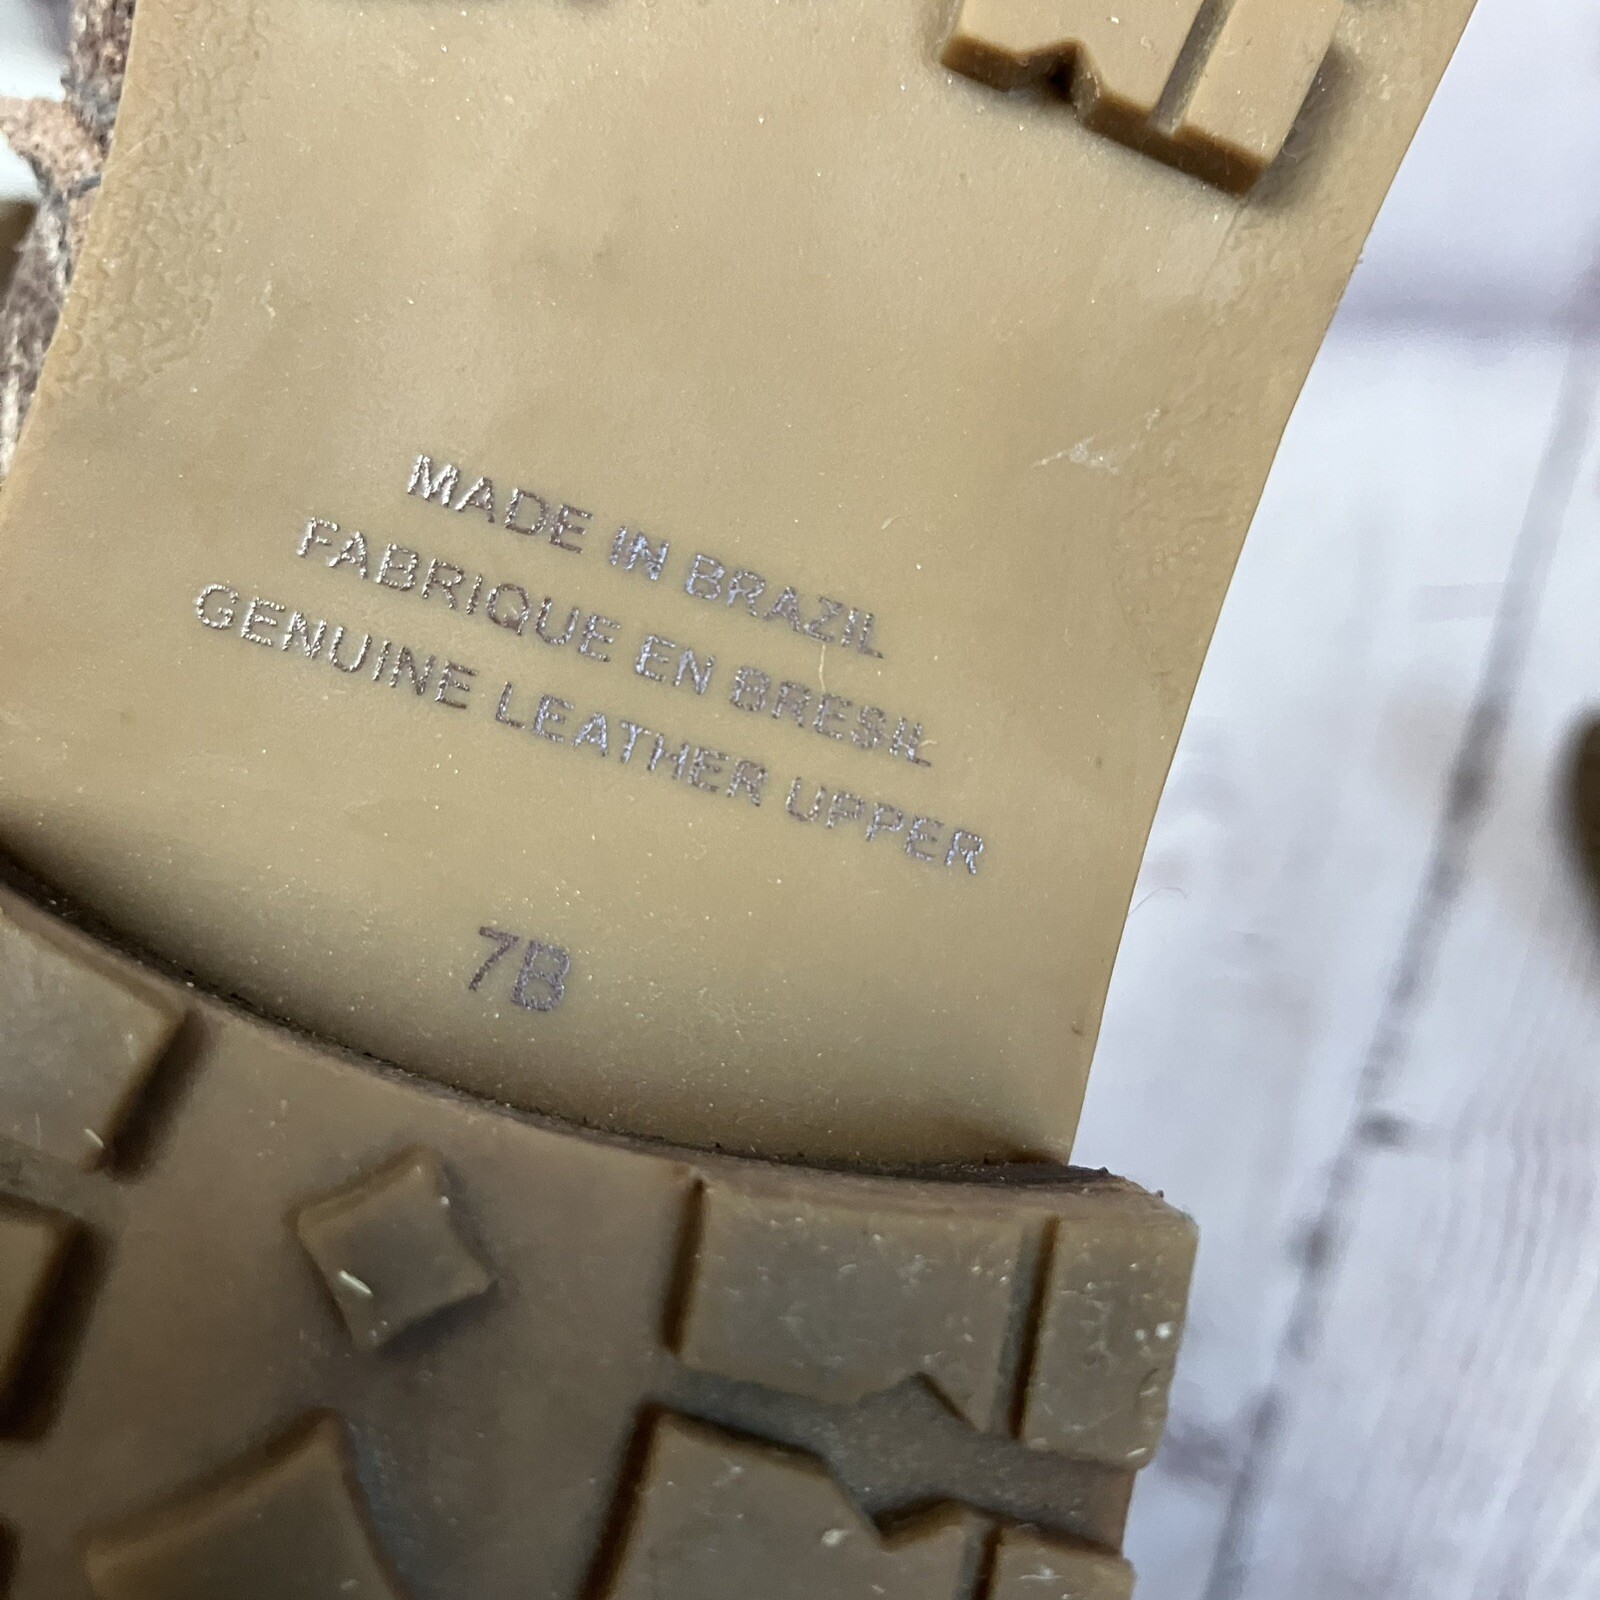 MADE IN BRAZIL
FABRIQUE EN BRESIL
GENUINE LEATHER UPPER
7B